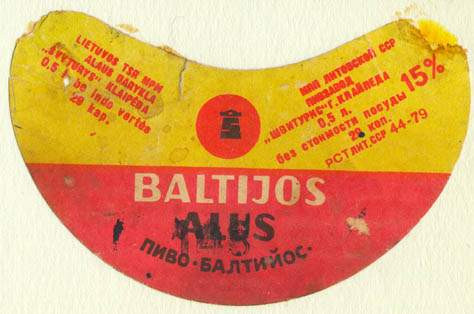 LIETUVOS TSR MPM
ALAUS DARYKLA
„ŠVYTURYS" KLAIPĖDA
0.5 l. be indo vertės
28 kap.
МПП ЛИТОВСКОЙ ССР
ПИВЗАВОД
„ШВИТУРИС" Г. КЛАЙПЕДА
0.5 л.
без стоимости посуды
28 коп.
15%
РСТ ЛИТ.ССР 44-79
BALTIJOS
ALUS
ПИВО·БАЛТИЙОС·